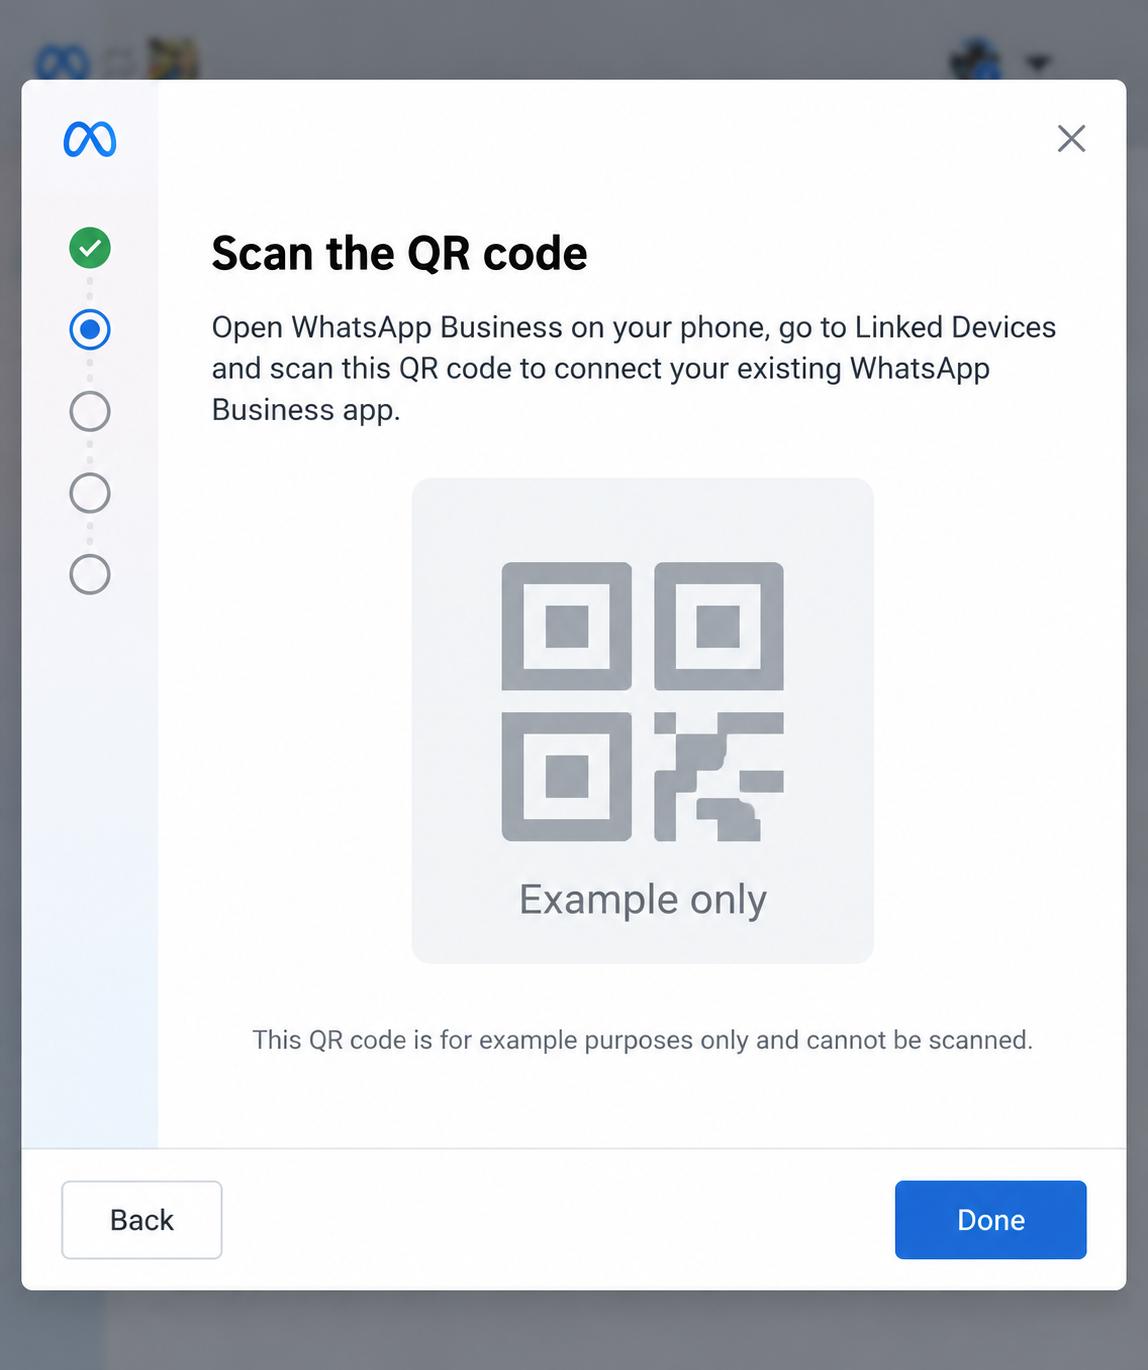 Scan the QR code
Open WhatsApp Business on your phone, go to Linked Devices
and scan this QR code to connect your existing WhatsApp
Business app.
Example only
This QR code is for example purposes only and cannot be scanned.
Back
Done